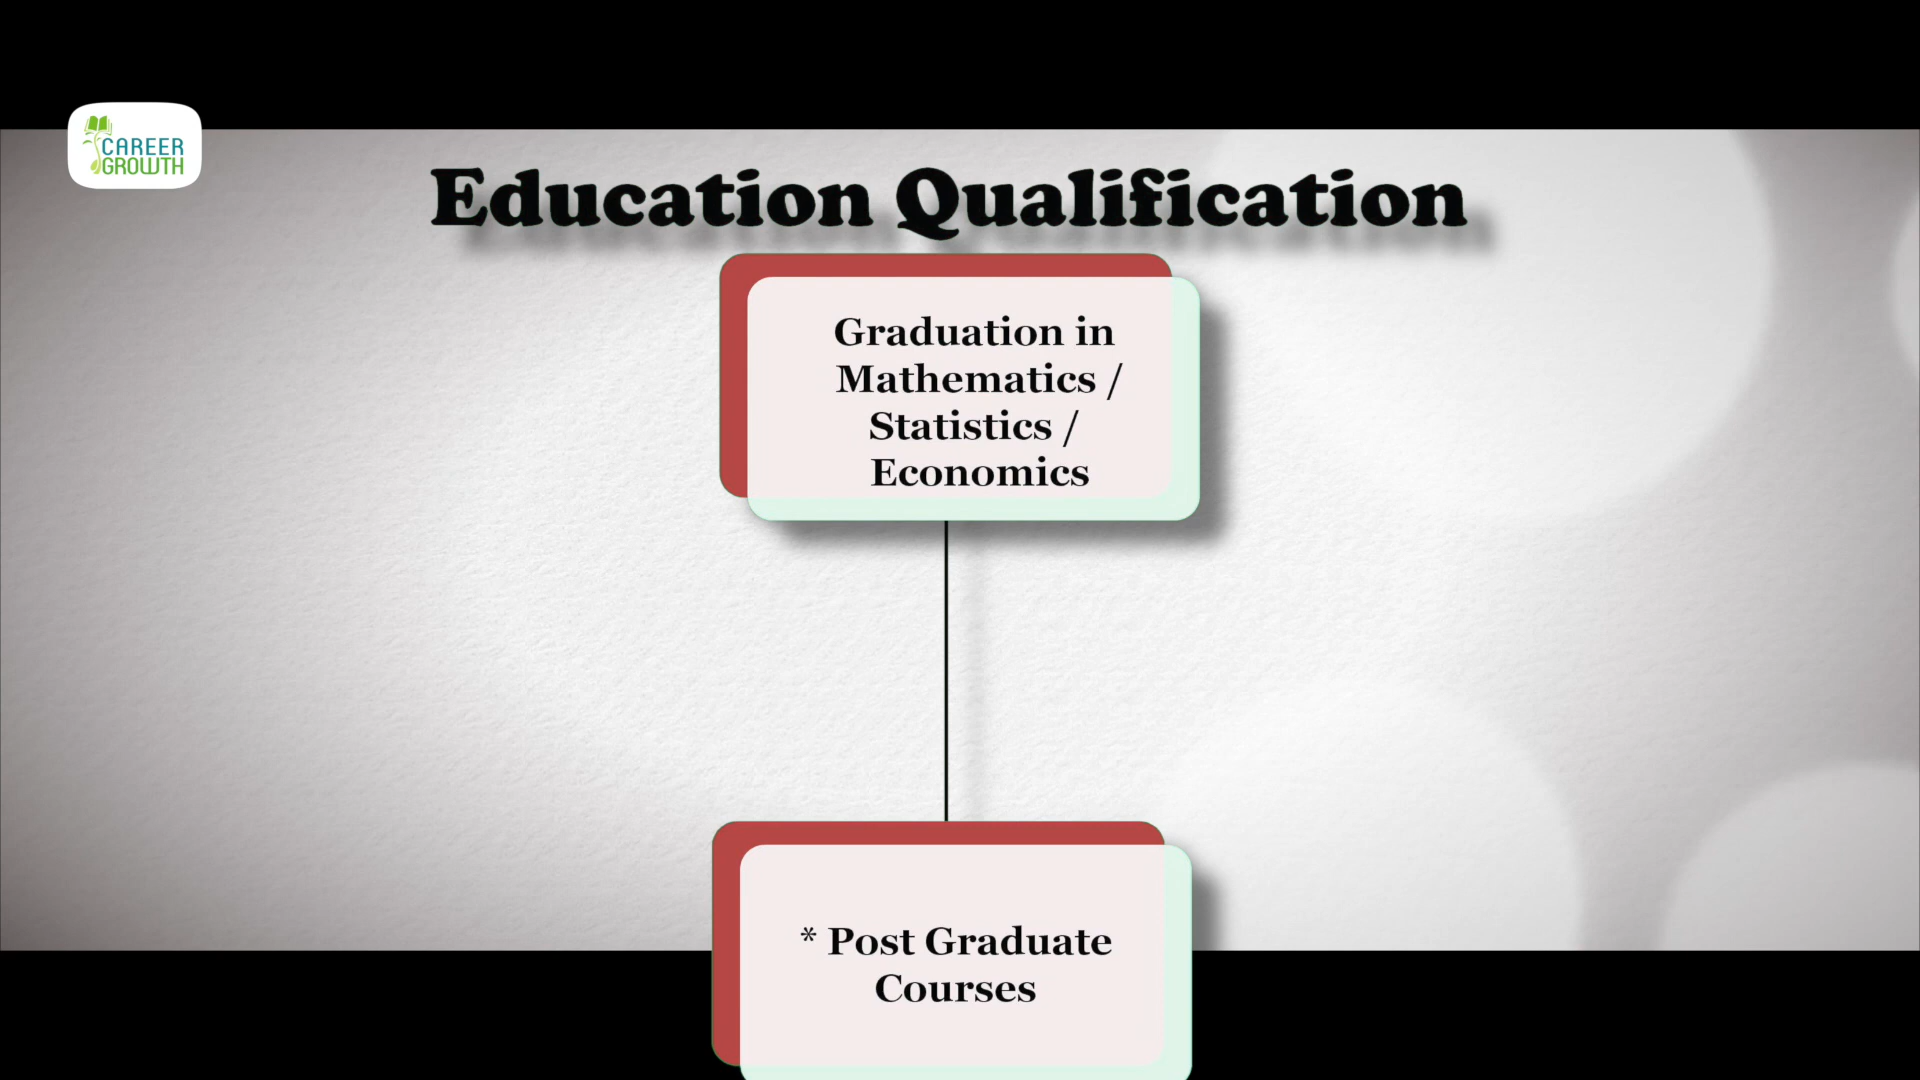 CAREER
GROWTH
Education Qualification
Graduation in
Mathematics /
Statistics /
Economics
* Post Graduate
Courses